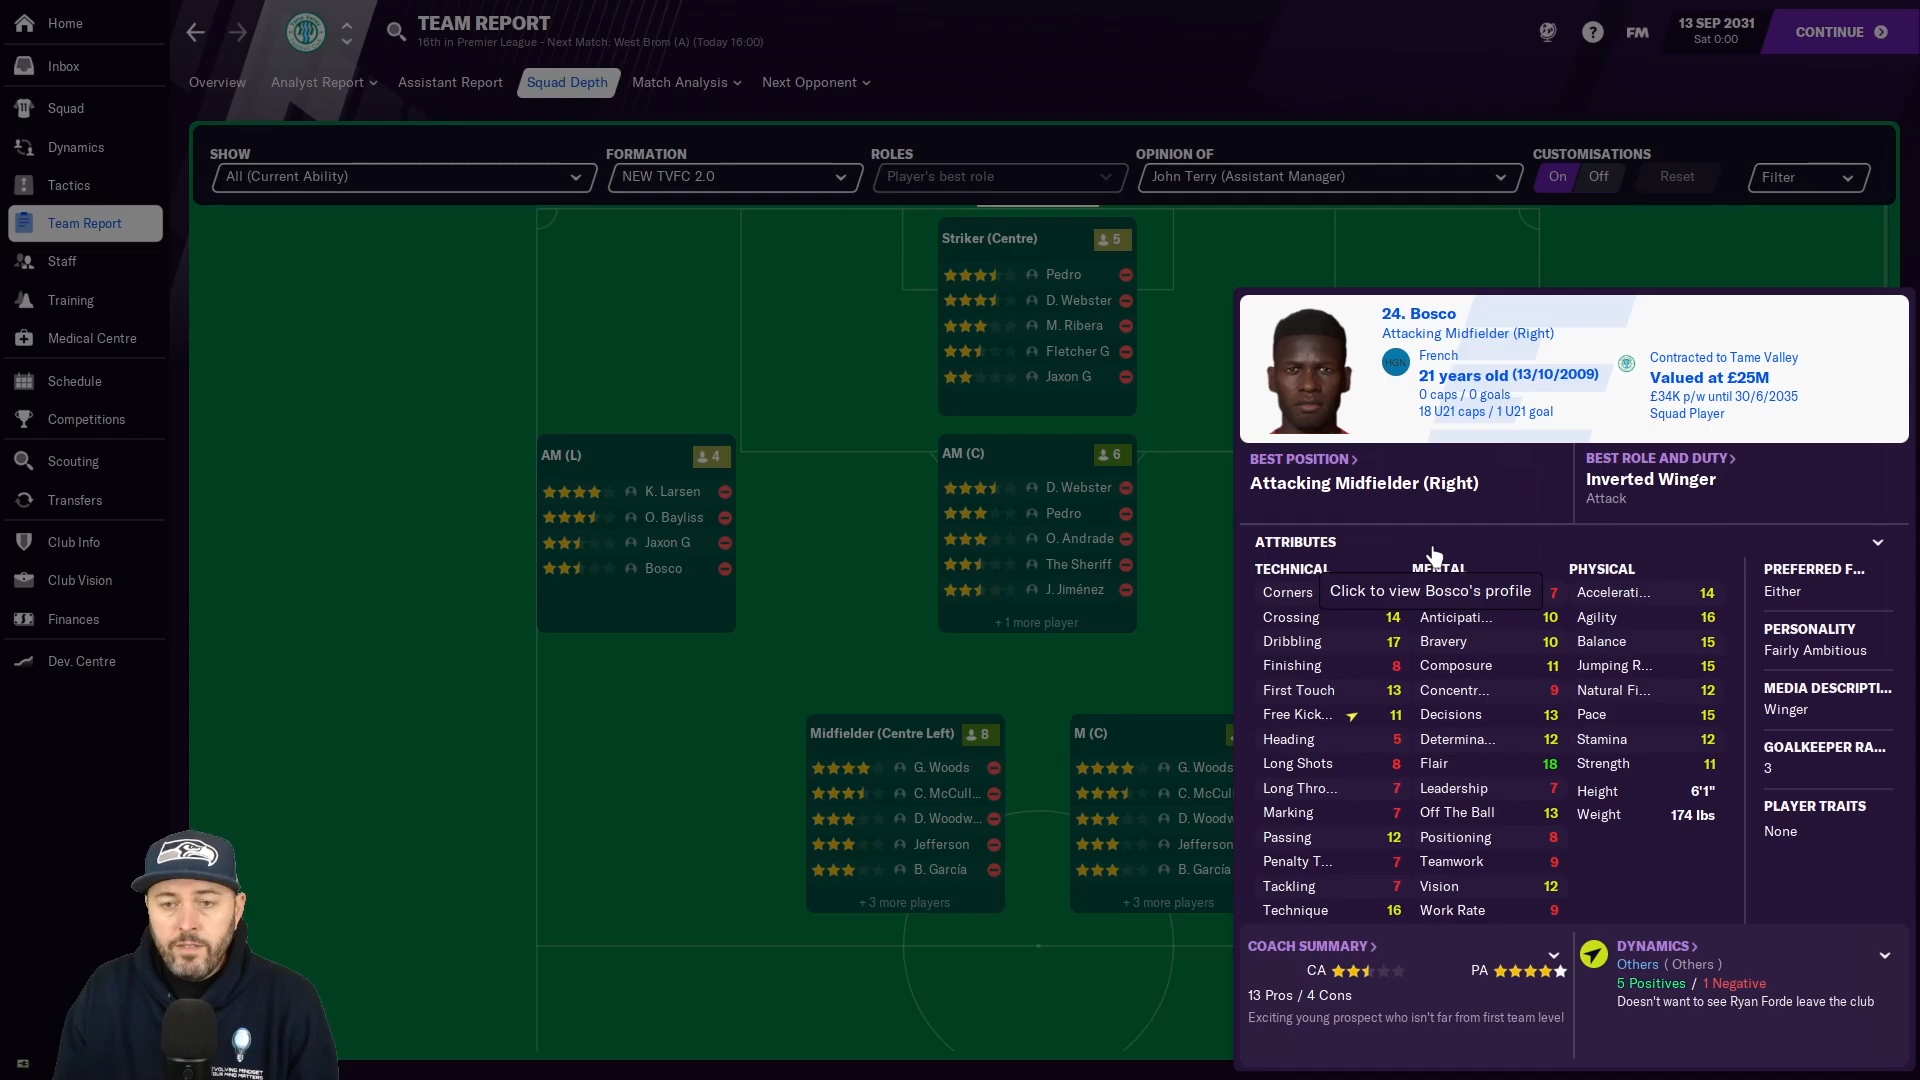 Home
Inbox
Squad
Dynamics
Tactics
Team Report
Staff
Training
Medical Centre
Schedule
Competitions
Scouting
Transfers
Club Info
Club Vision
Finances
Dev. Centre
TEAM REPORT
16th in Premier League - Next Match: West Brom (A) (Today 16:00)
FM
13 SEP 2031
Sat 0:00
CONTINUE
Overview
Analyst Report
Assistant Report
Squad Depth
Match Analysis
Next Opponent
SHOW
All (Current Ability)
FORMATION
NEW TVFC 2.0
ROLES
Player's best role
OPINION OF
John Terry (Assistant Manager)
CUSTOMISATIONS
On
Off
Reset
Filter
Striker (Centre) 5
Pedro
D. Webster
M. Ribera
Fletcher G
Jaxon G
AM (L) 4
K. Larsen
O. Bayliss
Jaxon G
Bosco
AM (C) 6
D. Webster
Pedro
O. Andrade
The Sheriff
J. Jiménez
+ 1 more player
Midfielder (Centre Left) 8
G. Woods
C. McCull...
D. Woodw...
Jefferson
B. García
+ 3 more players
M (C)
G. Woods
C. McCul
D. Woodw
Jefferson
B. García
+ 3 more players
24. Bosco
Attacking Midfielder (Right)
HGN
French
21 years old (13/10/2009)
0 caps / 0 goals
18 U21 caps / 1 U21 goal
Contracted to Tame Valley
Valued at £25M
£34K p/w until 30/6/2035
Squad Player
BEST POSITION
Attacking Midfielder (Right)
BEST ROLE AND DUTY
Inverted Winger
Attack
ATTRIBUTES
TECHNICAL
Corners
Crossing 14
Dribbling 17
Finishing 8
First Touch 13
Free Kick... 11
Heading 5
Long Shots 8
Long Thro... 7
Marking 7
Passing 12
Penalty T... 7
Tackling 7
Technique 16
MENTAL
Click to view Bosco's profile
7
Anticipati... 10
Bravery 10
Composure 11
Concentr... 9
Decisions 13
Determina... 12
Flair 18
Leadership 7
Off The Ball 13
Positioning 8
Teamwork 9
Vision 12
Work Rate 9
PHYSICAL
Accelerati... 14
Agility 16
Balance 15
Jumping R... 15
Natural Fi... 12
Pace 15
Stamina 12
Strength 11
Height 6'1"
Weight 174 lbs
PREFERRED F...
Either
PERSONALITY
Fairly Ambitious
MEDIA DESCRIPTI...
Winger
GOALKEEPER RA...
3
PLAYER TRAITS
None
COACH SUMMARY
CA
PA
13 Pros / 4 Cons
Exciting young prospect who isn't far from first team level
DYNAMICS
Others ( Others )
5 Positives / 1 Negative
Doesn't want to see Ryan Forde leave the club